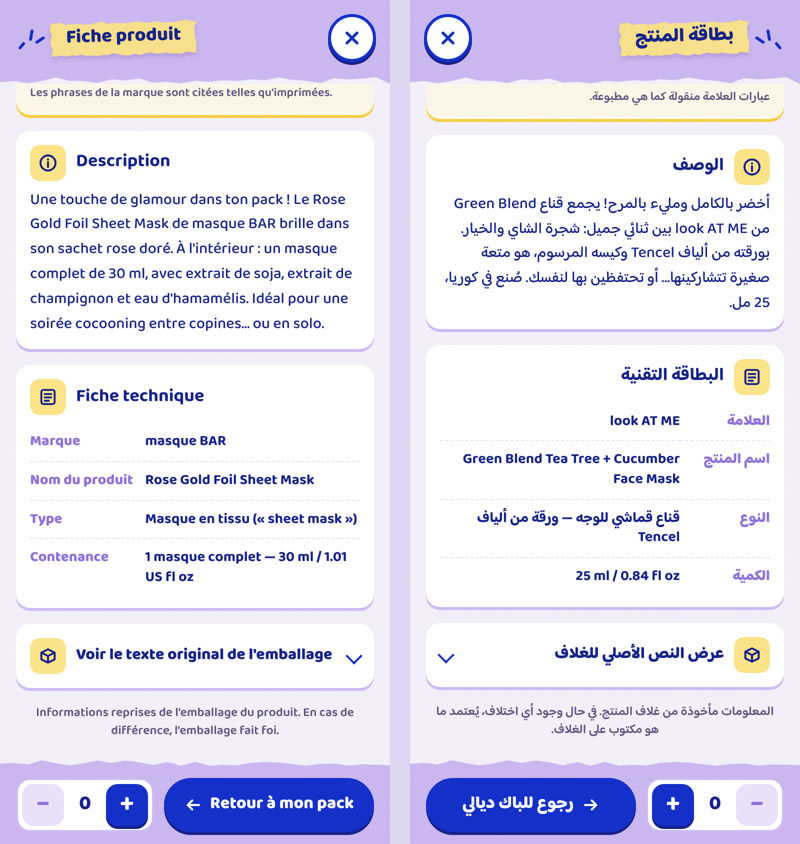 Fiche produit
Les phrases de la marque sont citées telles qu'imprimées.
Description
Une touche de glamour dans ton pack ! Le Rose
Gold Foil Sheet Mask de masque BAR brille dans
son sachet rose doré. À l'intérieur : un masque
complet de 30 ml, avec extrait de soja, extrait de
champignon et eau d'hamamélis. Idéal pour une
soirée cocooning entre copines... ou en solo.
Fiche technique
Marque masque BAR
Nom du produit Rose Gold Foil Sheet Mask
Type Masque en tissu (« sheet mask »)
Contenance 1 masque complet — 30 ml / 1.01
US fl oz
Voir le texte original de l'emballage
Informations reprises de l'emballage du produit. En cas de
différence, l'emballage fait foi.
− 0 +
← Retour à mon pack
بطاقة المنتج
عبارات العلامة منقولة كما هي مطبوعة.
الوصف
أخضر بالكامل ومليء بالمرح! يجمع قناع Green Blend
من look AT ME بين ثنائي جميل: شجرة الشاي والخيار.
بورقته من ألياف Tencel وكيسه المرسوم، هو متعة
صغيرة تتشاركينها... أو تحتفظين بها لنفسك. صُنع في كوريا،
25 مل.
البطاقة التقنية
العلامة look AT ME
اسم المنتج Green Blend Tea Tree + Cucumber
Face Mask
النوع قناع قماشي للوجه — ورقة من ألياف
Tencel
الكمية 25 ml / 0.84 fl oz
عرض النص الأصلي للغلاف
المعلومات مأخوذة من غلاف المنتج. في حال وجود أي اختلاف، يُعتمد ما
هو مكتوب على الغلاف.
− 0 +
→ رجوع للباك ديالي